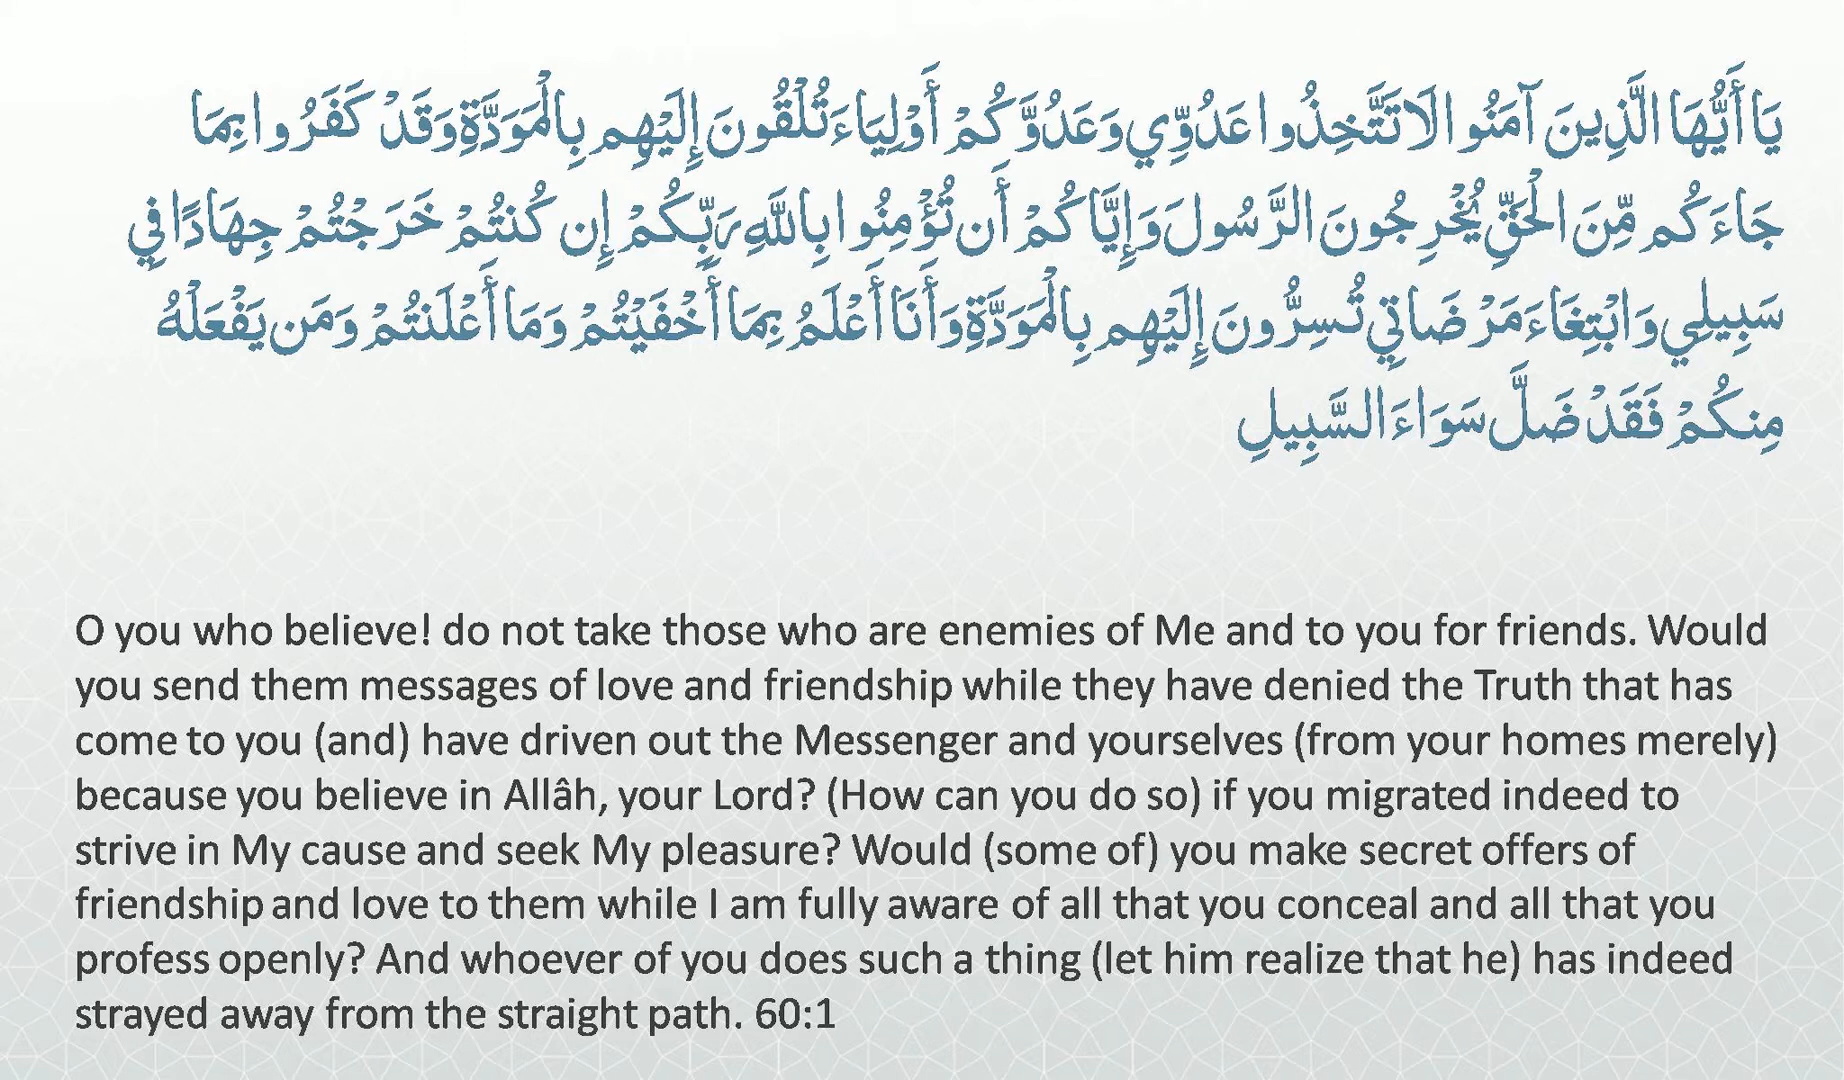 يَا أَيُّهَا الَّذِينَ آمَنُوا لَا تَتَّخِذُوا عَدُوِّي وَعَدُوَّكُمْ أَوْلِيَاءَ تُلْقُونَ إِلَيْهِم بِالْمَوَدَّةِ وَقَدْ كَفَرُوا بِمَا
جَاءَكُم مِّنَ الْحَقِّ يُخْرِجُونَ الرَّسُولَ وَإِيَّاكُمْ أَن تُؤْمِنُوا بِاللَّهِ رَبِّكُمْ إِن كُنتُمْ خَرَجْتُمْ جِهَادًا فِي
سَبِيلِي وَابْتِغَاءَ مَرْضَاتِي تُسِرُّونَ إِلَيْهِم بِالْمَوَدَّةِ وَأَنَا أَعْلَمُ بِمَا أَخْفَيْتُمْ وَمَا أَعْلَنتُمْ وَمَن يَفْعَلْهُ
مِنكُمْ فَقَدْ ضَلَّ سَوَاءَ السَّبِيلِ
O you who believe! do not take those who are enemies of Me and to you for friends. Would
you send them messages of love and friendship while they have denied the Truth that has
come to you (and) have driven out the Messenger and yourselves (from your homes merely)
because you believe in Allâh, your Lord? (How can you do so) if you migrated indeed to
strive in My cause and seek My pleasure? Would (some of) you make secret offers of
friendship and love to them while I am fully aware of all that you conceal and all that you
profess openly? And whoever of you does such a thing (let him realize that he) has indeed
strayed away from the straight path. 60:1